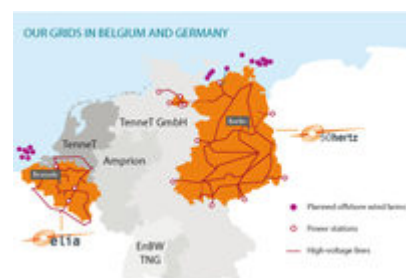 OUR GRIDS IN BELGIUM AND GERMANY
TenneT GmbH
Berlin
50hertz
TenneT
Amprion
Brussels
elia
EnBW
TNG
Planned offshore wind farms
Power stations
High-voltage lines